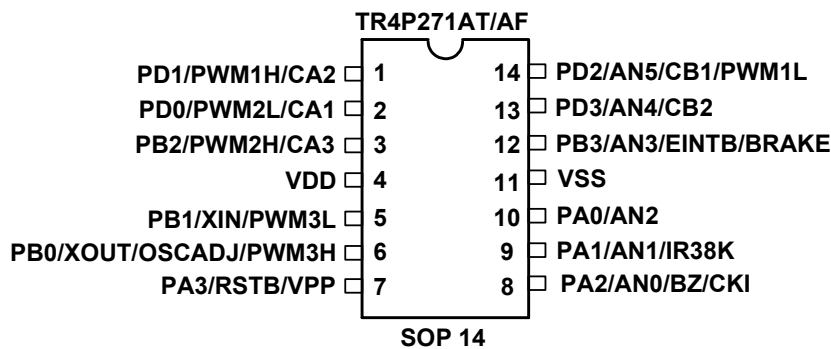 TR4P271AT/AF
PD1/PWM1H/CA2 1 14 PD2/AN5/CB1/PWM1L
PD0/PWM2L/CA1 2 13 PD3/AN4/CB2
PB2/PWM2H/CA3 3 12 PB3/AN3/EINTB/BRAKE
VDD 4 11 VSS
PB1/XIN/PWM3L 5 10 PA0/AN2
PB0/XOUT/OSCADJ/PWM3H 6 9 PA1/AN1/IR38K
PA3/RSTB/VPP 7 8 PA2/AN0/BZ/CKI
SOP 14